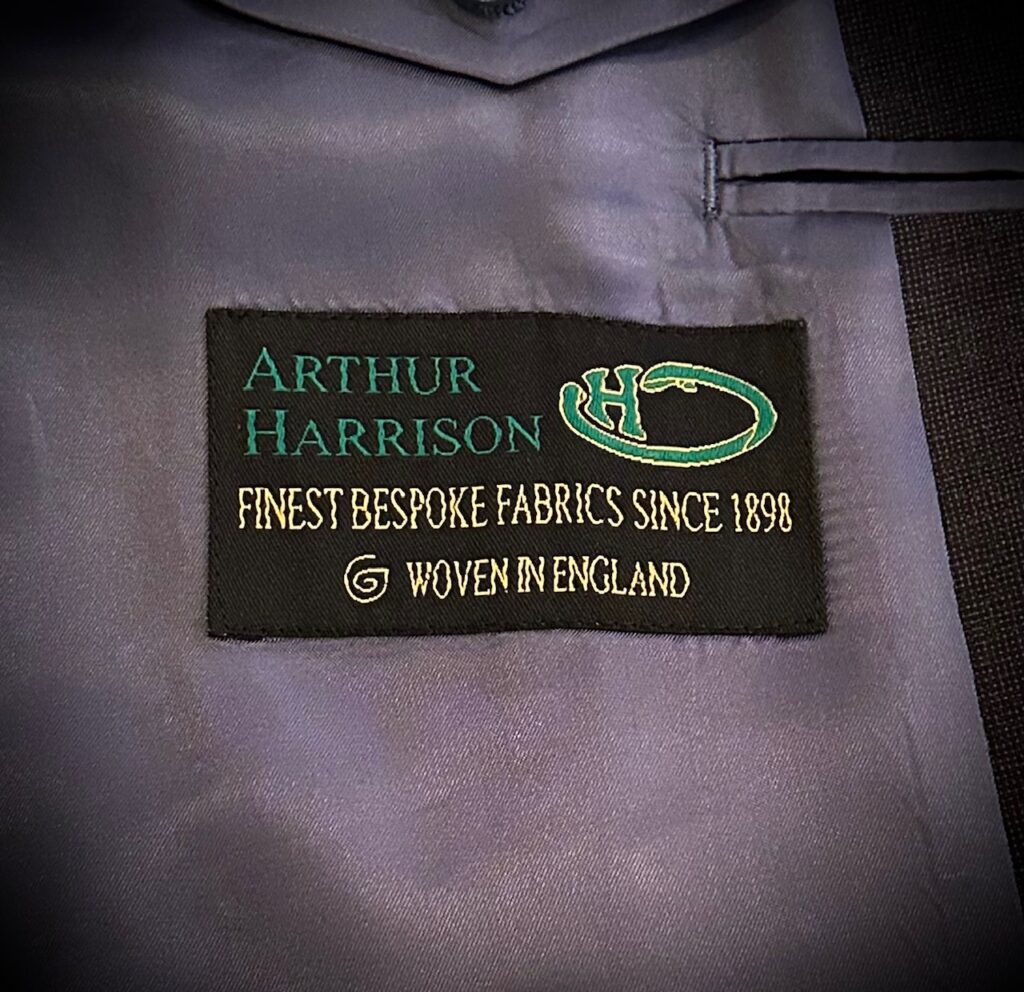 ARTHUR
HARRISON
H
FINEST BESPOKE FABRICS SINCE 1898
WOVEN IN ENGLAND